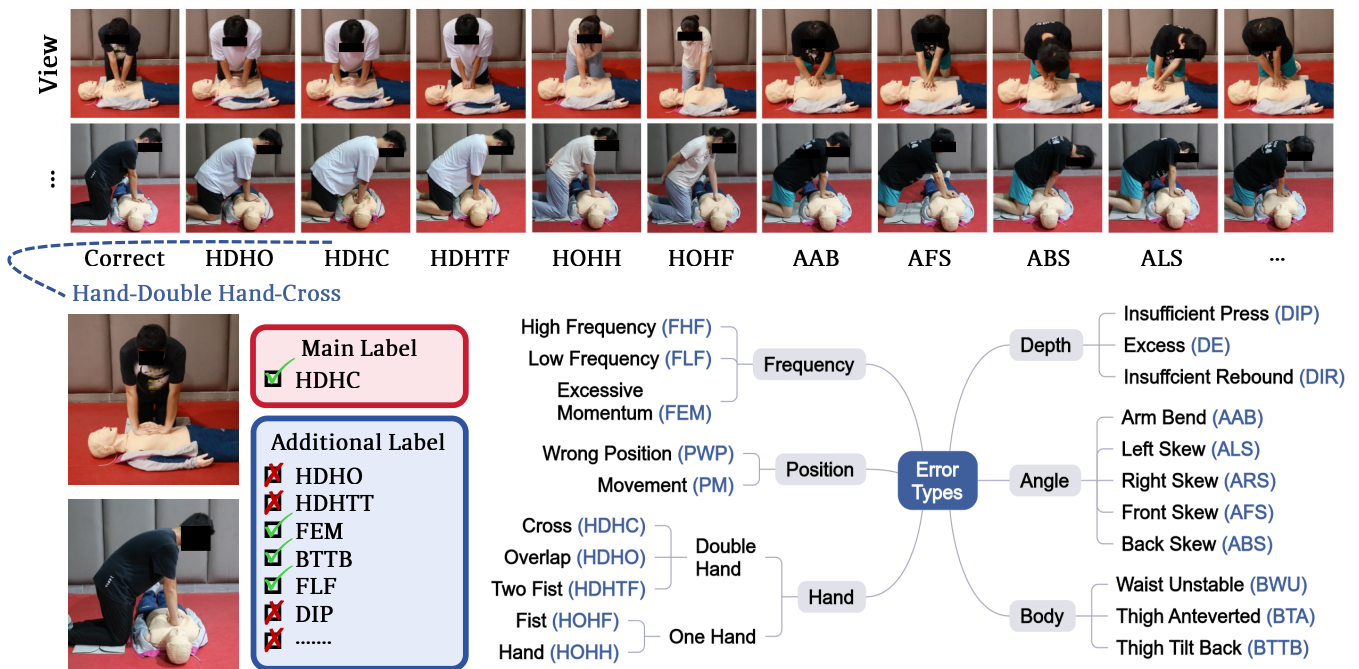 View
...
Correct
HDHO
HDHC
HDHTF
HOHH
HOHF
AAB
AFS
ABS
ALS
...
Hand-Double Hand-Cross
Main Label
HDHC
Additional Label
HDHO
HDHTT
FEM
BTTB
FLF
DIP
.......
High Frequency (FHF)
Low Frequency (FLF)
Excessive
Momentum (FEM)
Frequency
Wrong Position (PWP)
Movement (PM)
Position
Cross (HDHC)
Overlap (HDHO)
Two Fist (HDHTF)
Double
Hand
Fist (HOHF)
Hand (HOHH)
One Hand
Hand
Error
Types
Depth
Insufficient Press (DIP)
Excess (DE)
Insuffcient Rebound (DIR)
Angle
Arm Bend (AAB)
Left Skew (ALS)
Right Skew (ARS)
Front Skew (AFS)
Back Skew (ABS)
Body
Waist Unstable (BWU)
Thigh Anteverted (BTA)
Thigh Tilt Back (BTTB)